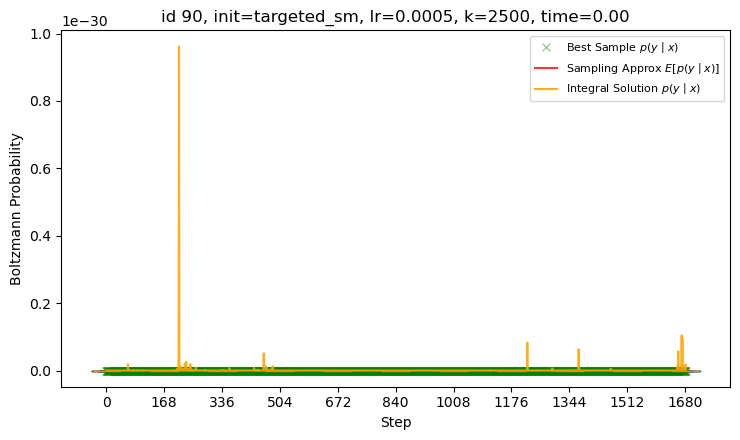 id 90, init=targeted_sm, lr=0.0005, k=2500, time=0.00
1e−30
Best Sample p(y | x)
Sampling Approx E[p(y | x)]
Integral Solution p(y | x)
1.0
0.8
0.6
0.4
0.2
0.0
Boltzmann Probability
0 168 336 504 672 840 1008 1176 1344 1512 1680
Step